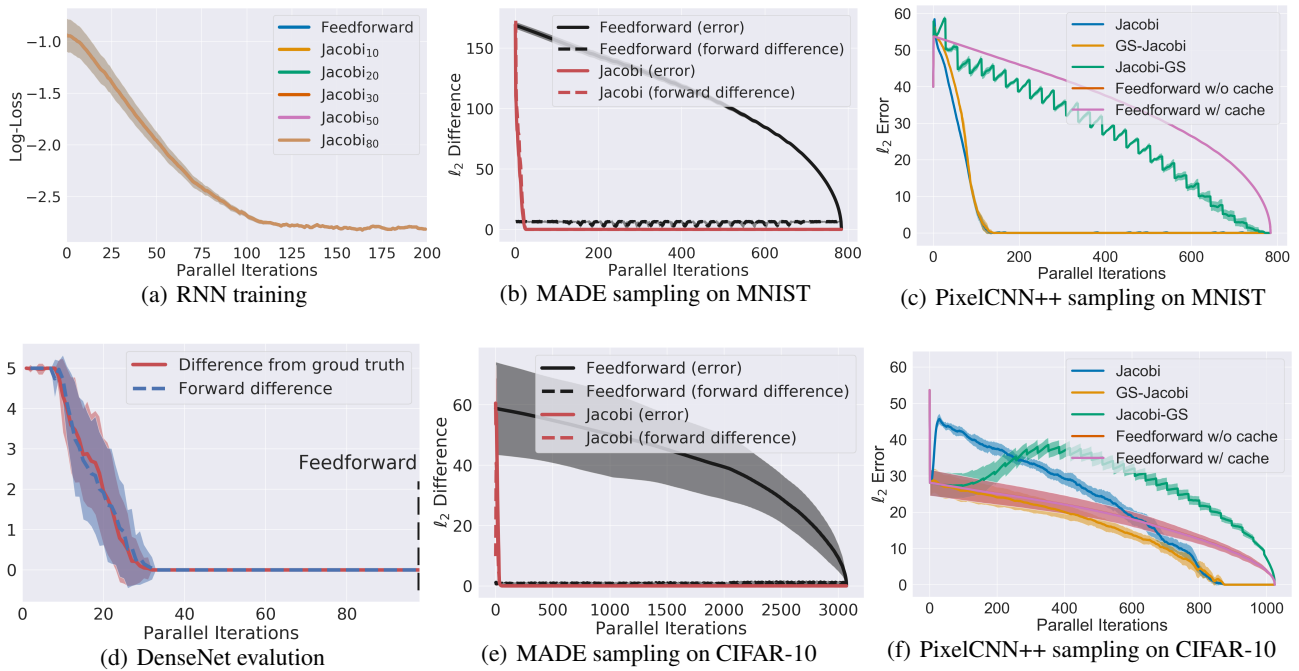 Feedforward
Jacobi10
Jacobi20
Jacobi30
Jacobi50
Jacobi80
−1.0
−1.5
−2.0
−2.5
Log-Loss
0 25 50 75 100 125 150 175 200
Parallel Iterations
(a) RNN training
Feedforward (error)
Feedforward (forward difference)
Jacobi (error)
Jacobi (forward difference)
150
100
50
0
ℓ2 Difference
0 200 400 600 800
Parallel Iterations
(b) MADE sampling on MNIST
Jacobi
GS-Jacobi
Jacobi-GS
Feedforward w/o cache
Feedforward w/ cache
60
50
40
30
20
10
0
ℓ2 Error
0 200 400 600 800
Parallel Iterations
(c) PixelCNN++ sampling on MNIST
Difference from groud truth
Forward difference
Feedforward
5
4
3
2
1
0
0 20 40 60 80
Parallel Iterations
(d) DenseNet evalution
Feedforward (error)
Feedforward (forward difference)
Jacobi (error)
Jacobi (forward difference)
60
40
20
0
ℓ2 Difference
0 500 1000 1500 2000 2500 3000
Parallel Iterations
(e) MADE sampling on CIFAR-10
Jacobi
GS-Jacobi
Jacobi-GS
Feedforward w/o cache
Feedforward w/ cache
60
50
40
30
20
10
0
ℓ2 Error
0 200 400 600 800 1000
Parallel Iterations
(f) PixelCNN++ sampling on CIFAR-10